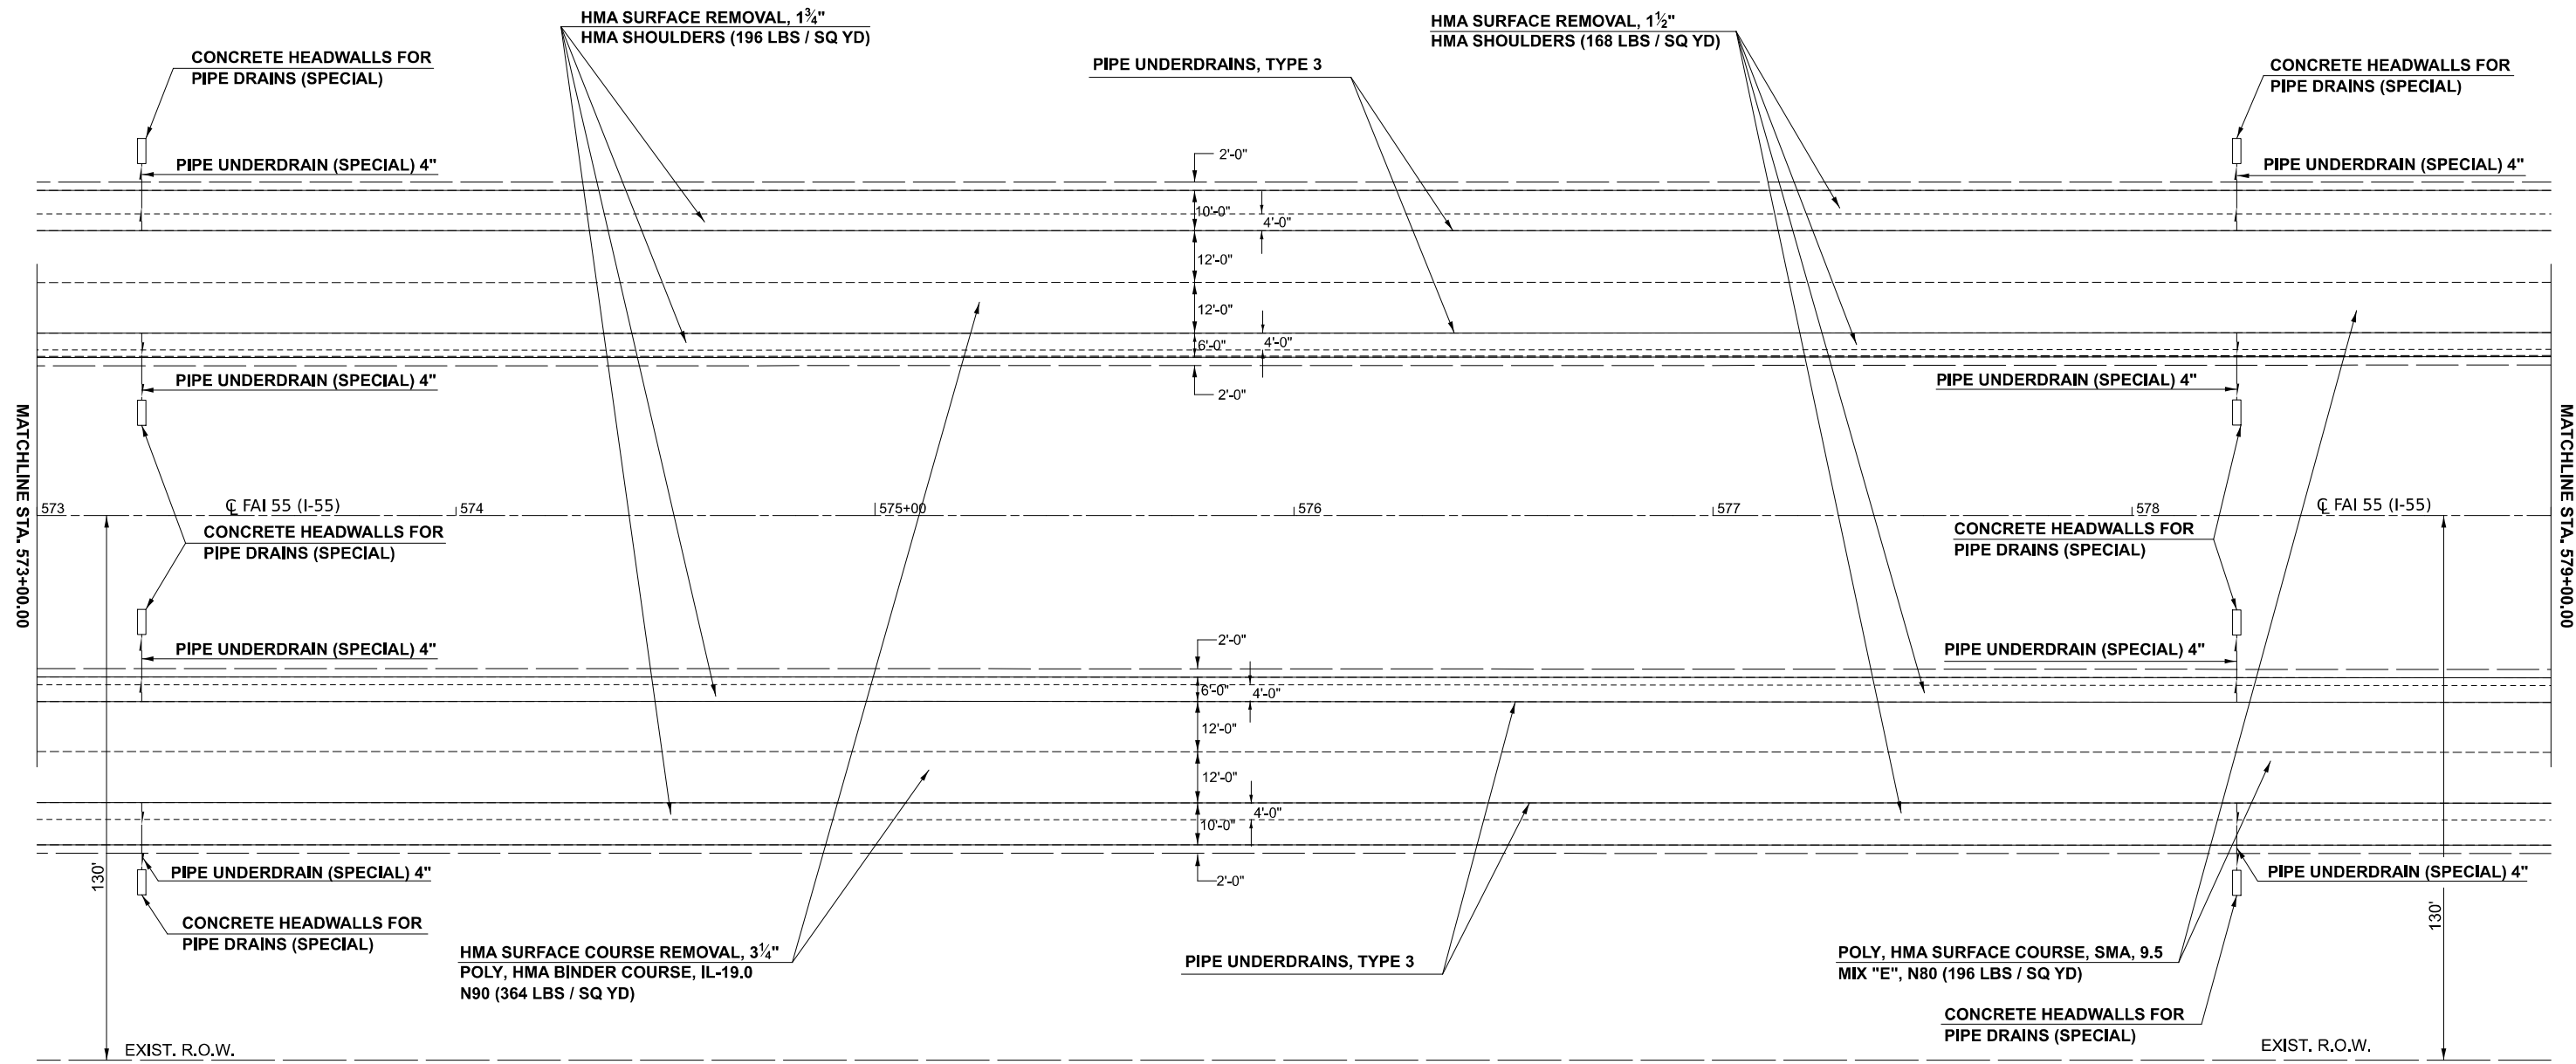 HMA SURFACE REMOVAL, 1¾"
HMA SHOULDERS (196 LBS / SQ YD)
HMA SURFACE REMOVAL, 1½"
HMA SHOULDERS (168 LBS / SQ YD)
CONCRETE HEADWALLS FOR
PIPE DRAINS (SPECIAL)
PIPE UNDERDRAINS, TYPE 3
CONCRETE HEADWALLS FOR
PIPE DRAINS (SPECIAL)
PIPE UNDERDRAIN (SPECIAL) 4"
2'-0"
PIPE UNDERDRAIN (SPECIAL) 4"
10'-0"
4'-0"
12'-0"
12'-0"
6'-0"
4'-0"
PIPE UNDERDRAIN (SPECIAL) 4"
2'-0"
PIPE UNDERDRAIN (SPECIAL) 4"
MATCHLINE STA. 573+00.00
MATCHLINE STA. 579+00.00
573
℄ FAI 55 (I-55)
574
575+00
576
577
578
℄ FAI 55 (I-55)
CONCRETE HEADWALLS FOR
PIPE DRAINS (SPECIAL)
CONCRETE HEADWALLS FOR
PIPE DRAINS (SPECIAL)
PIPE UNDERDRAIN (SPECIAL) 4"
2'-0"
PIPE UNDERDRAIN (SPECIAL) 4"
6'-0"
4'-0"
12'-0"
12'-0"
4'-0"
10'-0"
2'-0"
130'
PIPE UNDERDRAIN (SPECIAL) 4"
PIPE UNDERDRAIN (SPECIAL) 4"
130'
CONCRETE HEADWALLS FOR
PIPE DRAINS (SPECIAL)
HMA SURFACE COURSE REMOVAL, 3¼"
POLY, HMA BINDER COURSE, IL-19.0
N90 (364 LBS / SQ YD)
PIPE UNDERDRAINS, TYPE 3
POLY, HMA SURFACE COURSE, SMA, 9.5
MIX "E", N80 (196 LBS / SQ YD)
CONCRETE HEADWALLS FOR
PIPE DRAINS (SPECIAL)
EXIST. R.O.W.
EXIST. R.O.W.